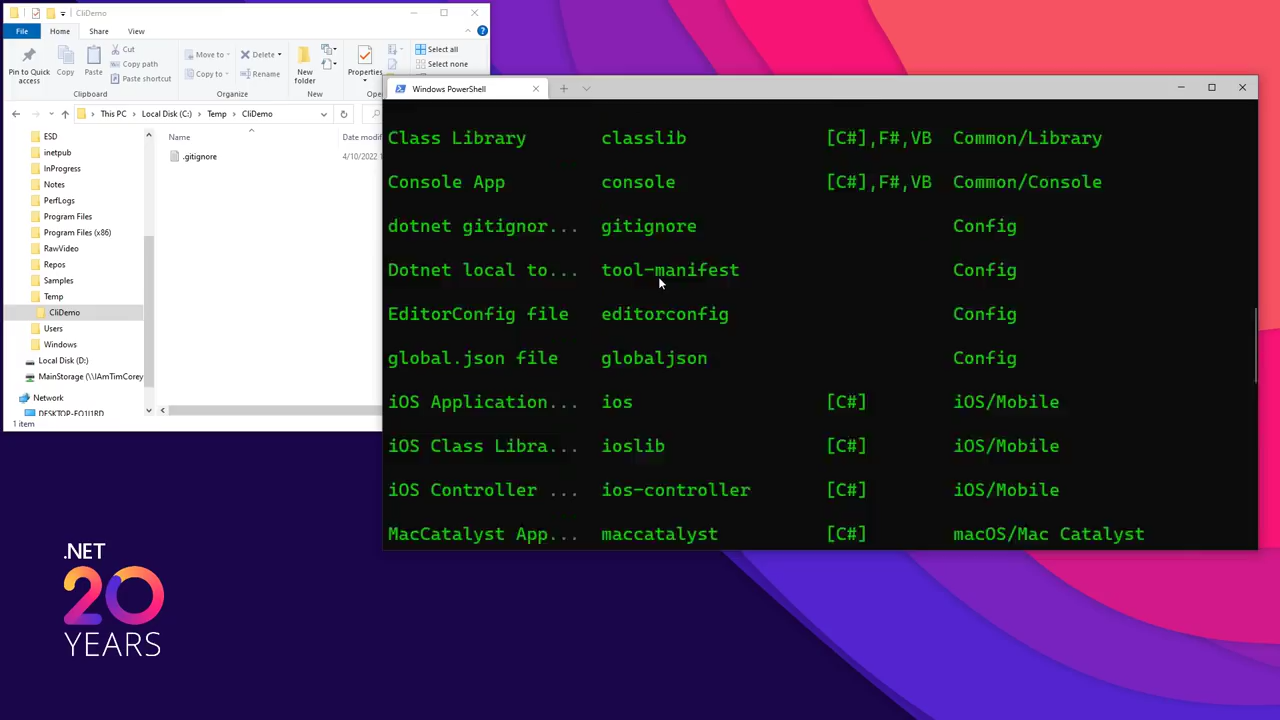 CliDemo
File Home Share View
Pin to Quick access
Copy
Paste
Cut
Copy path
Paste shortcut
Clipboard
Move to
Copy to
Delete
Rename
Organize
New folder
Properties
Select all
Select none
This PC > Local Disk (C:) > Temp > CliDemo
Name Date modified
.gitignore 4/10/2022 1
ESD
inetpub
InProgress
Notes
PerfLogs
Program Files
Program Files (x86)
RawVideo
Repos
Samples
Temp
CliDemo
Users
Windows
Local Disk (D:)
MainStorage (\\IAmTimCorey
Network
1 item
Windows PowerShell
Class Library classlib [C#],F#,VB Common/Library
Console App console [C#],F#,VB Common/Console
dotnet gitignor... gitignore Config
Dotnet local to... tool-manifest Config
EditorConfig file editorconfig Config
global.json file globaljson Config
iOS Application... ios [C#] iOS/Mobile
iOS Class Libra... ioslib [C#] iOS/Mobile
iOS Controller ... ios-controller [C#] iOS/Mobile
MacCatalyst App... maccatalyst [C#] macOS/Mac Catalyst
.NET
20
YEARS